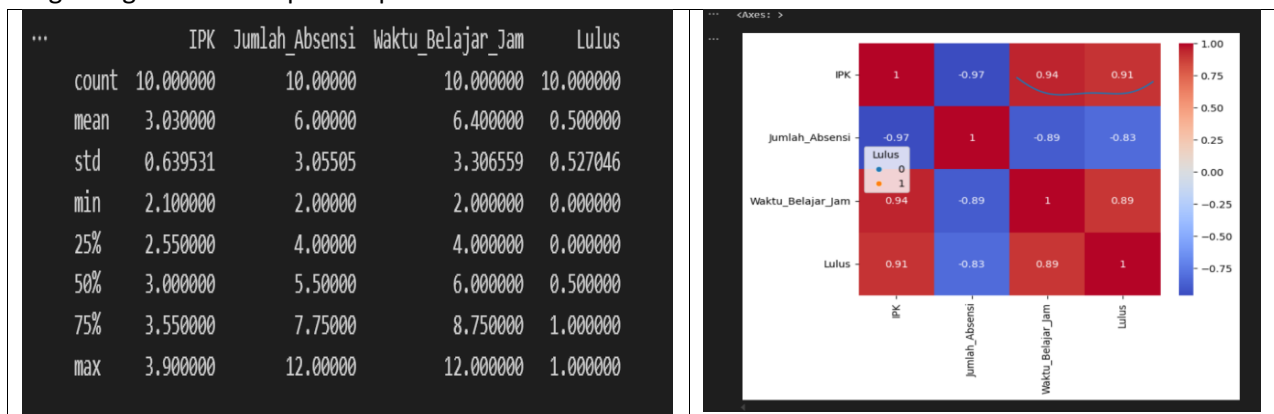 ...
IPK Jumlah_Absensi Waktu_Belajar_Jam Lulus
count 10.000000 10.00000 10.000000 10.000000
mean 3.030000 6.00000 6.400000 0.500000
std 0.639531 3.05505 3.306559 0.527046
min 2.100000 2.00000 2.000000 0.000000
25% 2.550000 4.00000 4.000000 0.000000
50% 3.000000 5.50000 6.000000 0.500000
75% 3.550000 7.75000 8.750000 1.000000
max 3.900000 12.00000 12.000000 1.000000
... <Axes: >
...
IPK 1 -0.97 0.94 0.91
Jumlah_Absensi -0.97 1 -0.89 -0.83
Lulus
0
1
Waktu_Belajar_Jam 0.94 -0.89 1 0.89
Lulus 0.91 -0.83 0.89 1
IPK
Jumlah_Absensi
Waktu_Belajar_Jam
Lulus
1.00
0.75
0.50
0.25
0.00
−0.25
−0.50
−0.75